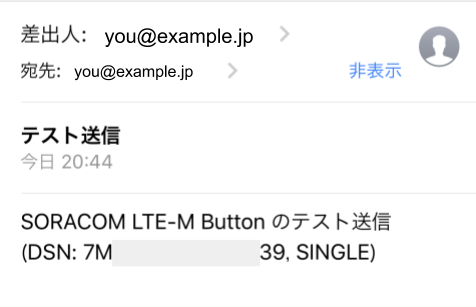 差出人: you@example.jp
宛先: you@example.jp 非表示
テスト送信
今日 20:44
SORACOM LTE-M Button のテスト送信
(DSN: 7M 39, SINGLE)